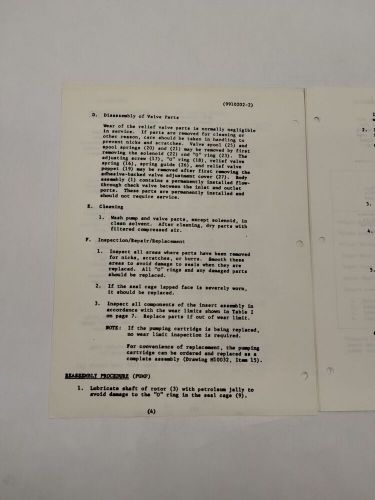 (9910202-2)
D. Disassembly of Valve Parts
Wear of the relief valve parts is normally negligible
in service. If parts are removed for cleaning or
other reason, care should be taken in handling to
prevent nicks and scratches. Valve spool (25) and
spool springs (20) and (21) may be removed by first
removing the solenoid (22) and "O" ring (23). The
adjusting screw (17), "O" ring (18), relief valve
spring (16), spring guide (26), and relief valve
poppet (19) may be removed after first removing the
adhesive-backed valve adjustment cover (27). Body
assembly (1) contains a permanently installed flow-
through check valve between the inlet and outlet
ports. These parts are permanently installed and
should not require service.
E. Cleaning
1. Wash pump and valve parts, except solenoid, in
clean solvent. After cleaning, dry parts with
filtered compressed air.
F. Inspection/Repair/Replacement
1. Inspect all areas where parts have been removed
for nicks, scratches, or burrs. Smooth these
areas to avoid damage to seals when they are
replaced. All "O" rings and any damaged parts
should be replaced.
2. If the seal cage lapped face is severely worn,
it should be replaced.
3. Inspect all components of the insert assembly in
accordance with the wear limits shown in Table I
on page 7. Replace parts if out of wear limit.
NOTE: If the pumping cartridge is being replaced,
no wear limit inspection is required.
For convenience of replacement, the pumping
cartridge can be ordered and replaced as a
complete assembly (Drawing M10032, Item 15).
REASSEMBLY PROCEDURE (PUMP)
1. Lubricate shaft of rotor (3) with petroleum jelly to
avoid damage to the "O" ring in the seal cage (9).
(4)
2.
3.
4.
5.